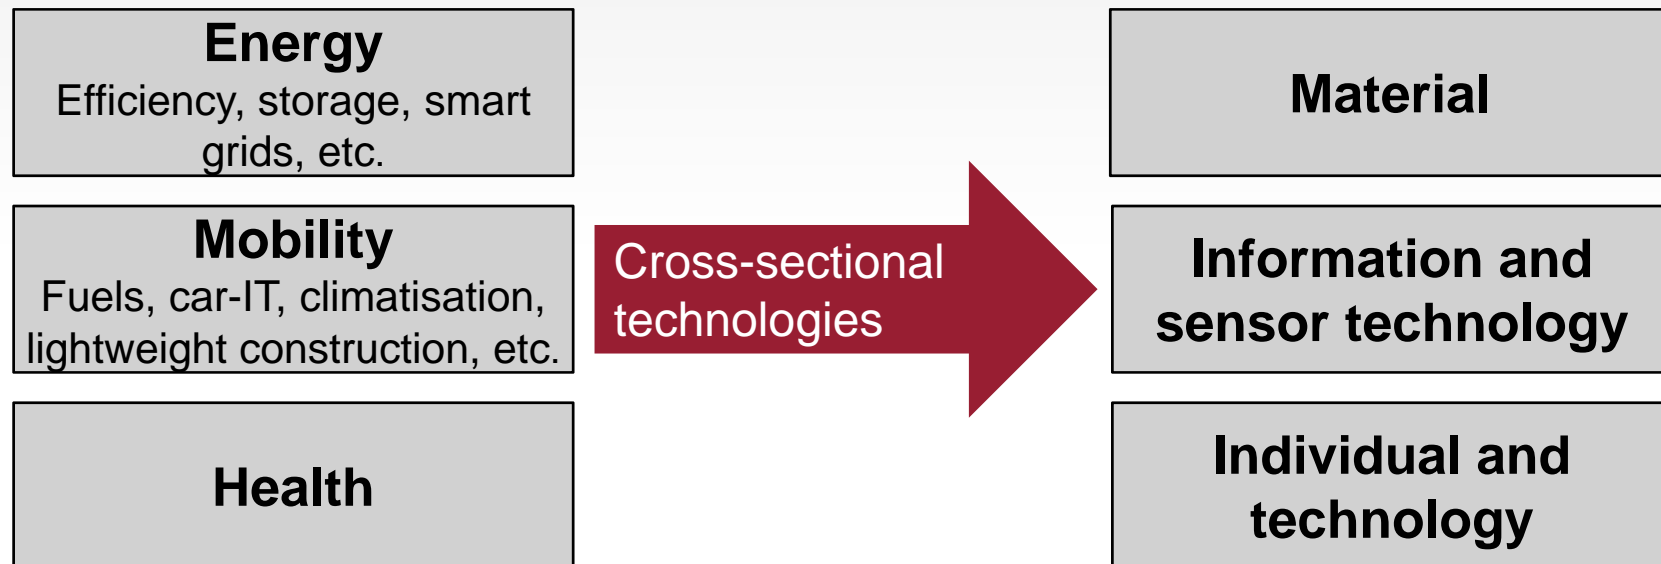 Energy
Efficiency, storage, smart
grids, etc.
Mobility
Fuels, car-IT, climatisation,
lightweight construction, etc.
Health
Cross-sectional
technologies
Material
Information and
sensor technology
Individual and
technology